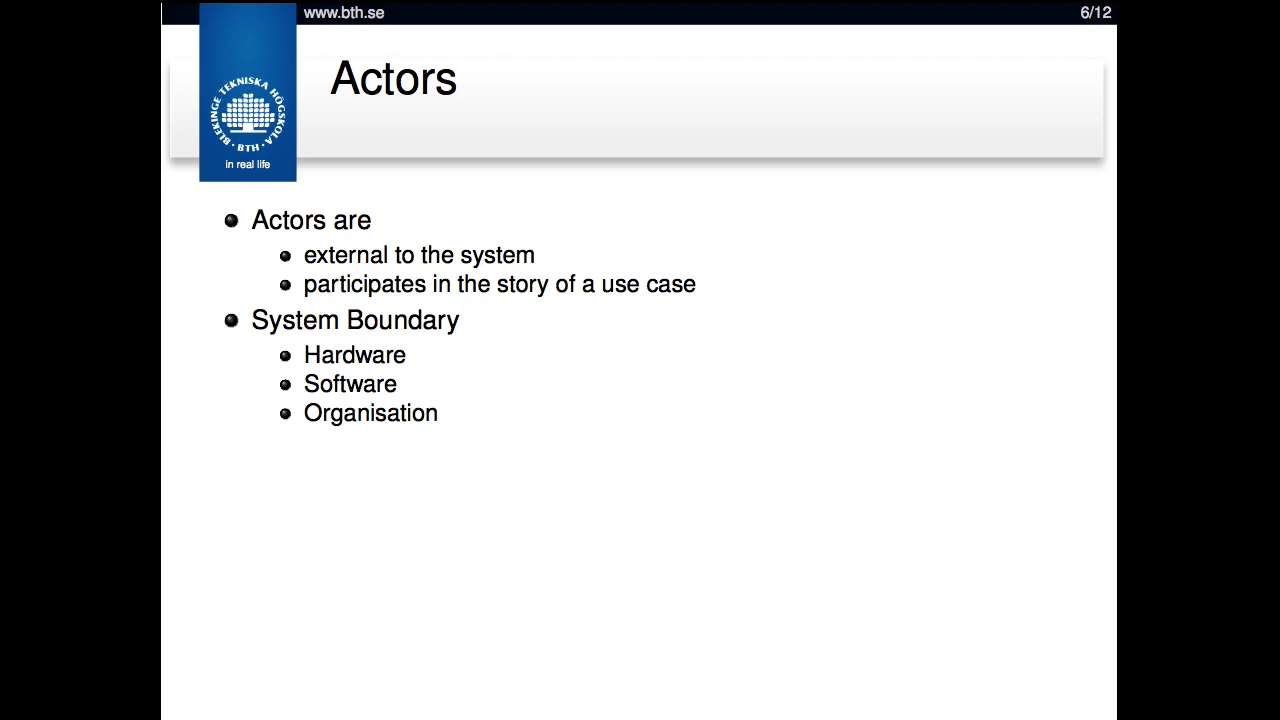 www.bth.se
6/12
Actors
BLEKINGE TEKNISKA HÖGSKOLA
· BTH ·
in real life
Actors are
external to the system
participates in the story of a use case
System Boundary
Hardware
Software
Organisation